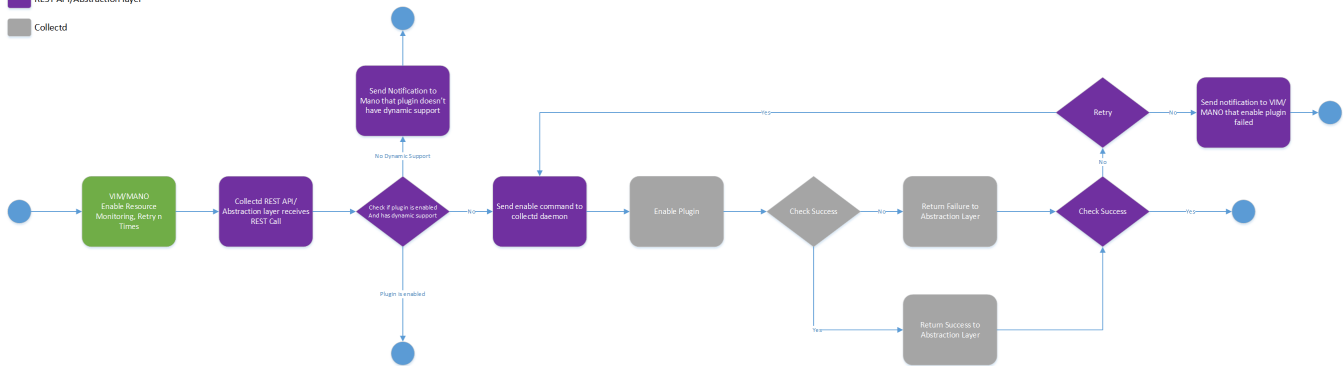 REST API/Abstraction layer
Collectd
Send Notification to
Mano that plugin doesn't
have dynamic support
No Dynamic Support
VIM/MANO
Enable Resource
Monitoring, Retry n
Times
Collectd REST API/
Abstraction layer receives
REST Call
Check if plugin is enabled
And has dynamic support
No
Plugin is enabled
Send enable command to
collectd daemon
Enable Plugin
Check Success
No
Yes
Return Failure to
Abstraction Layer
Return Success to
Abstraction Layer
Check Success
Yes
No
Retry
Yes
No
Send notification to VIM/
MANO that enable plugin
failed